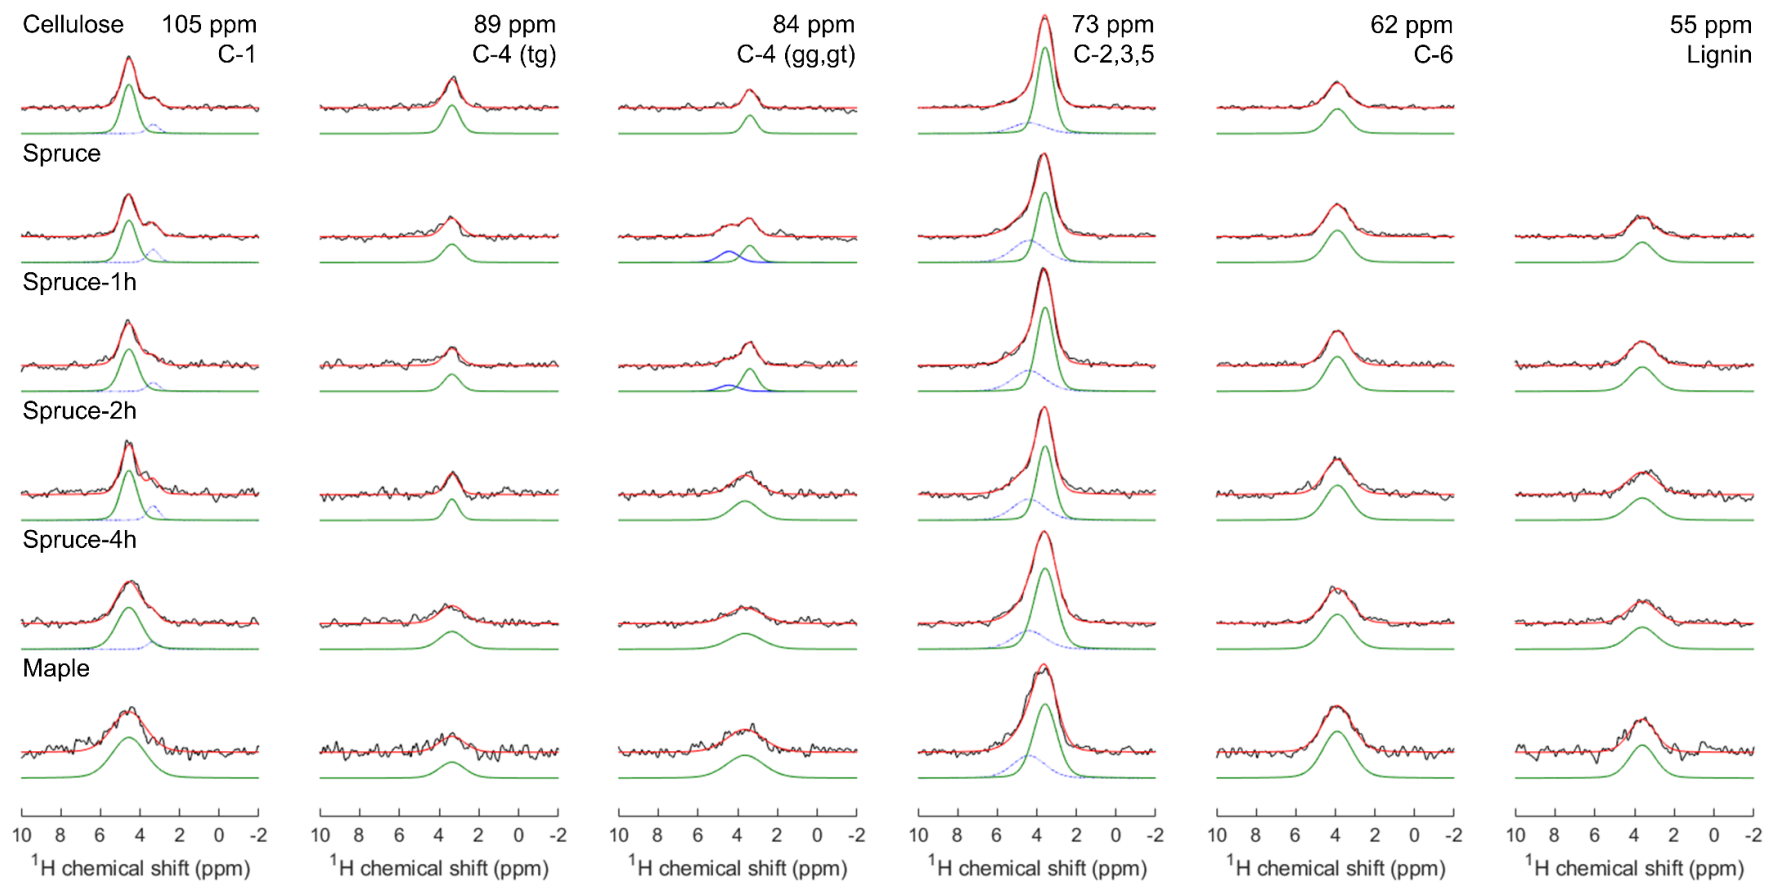 Cellulose 105 ppm 89 ppm 84 ppm 73 ppm 62 ppm 55 ppm
C-1 C-4 (tg) C-4 (gg,gt) C-2,3,5 C-6 Lignin
Spruce
Spruce-1h
Spruce-2h
Spruce-4h
Maple
10 8 6 4 2 0 -2 10 8 6 4 2 0 -2 10 8 6 4 2 0 -2 10 8 6 4 2 0 -2 10 8 6 4 2 0 -2 10 8 6 4 2 0 -2
¹H chemical shift (ppm) ¹H chemical shift (ppm) ¹H chemical shift (ppm) ¹H chemical shift (ppm) ¹H chemical shift (ppm) ¹H chemical shift (ppm)